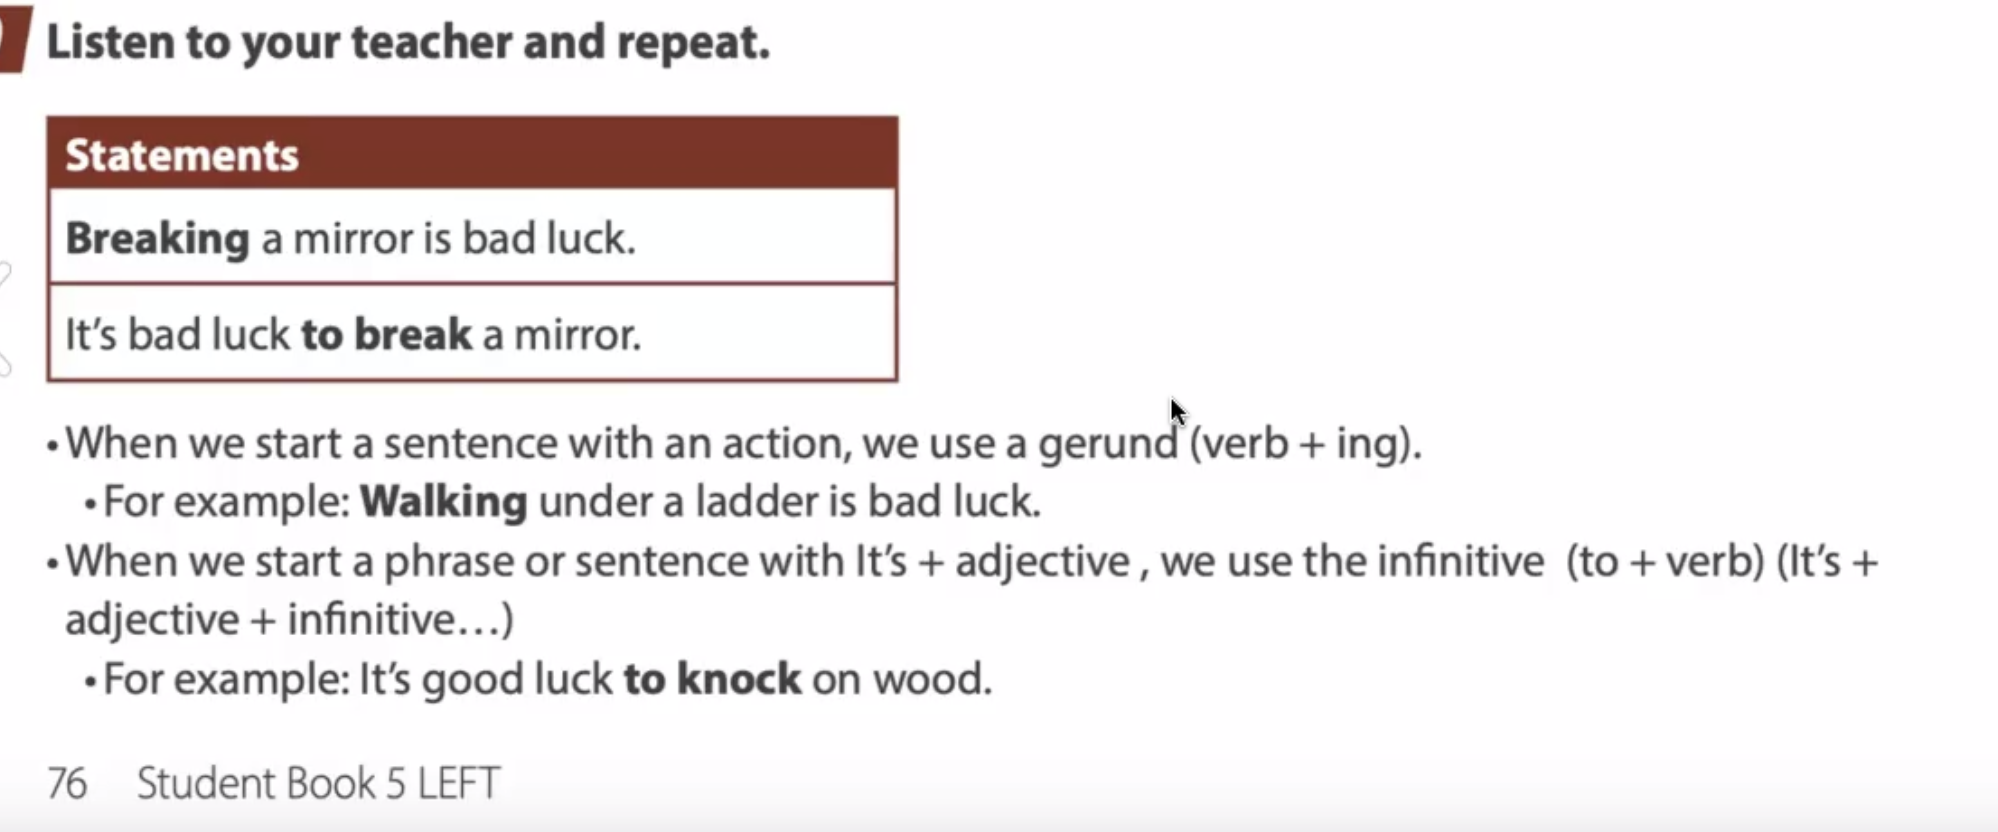 Listen to your teacher and repeat.
Statements
Breaking a mirror is bad luck.
It's bad luck to break a mirror.
• When we start a sentence with an action, we use a gerund (verb + ing).
• For example: Walking under a ladder is bad luck.
• When we start a phrase or sentence with It's + adjective , we use the infinitive (to + verb) (It's +
adjective + infinitive...)
• For example: It's good luck to knock on wood.
76 Student Book 5 LEFT